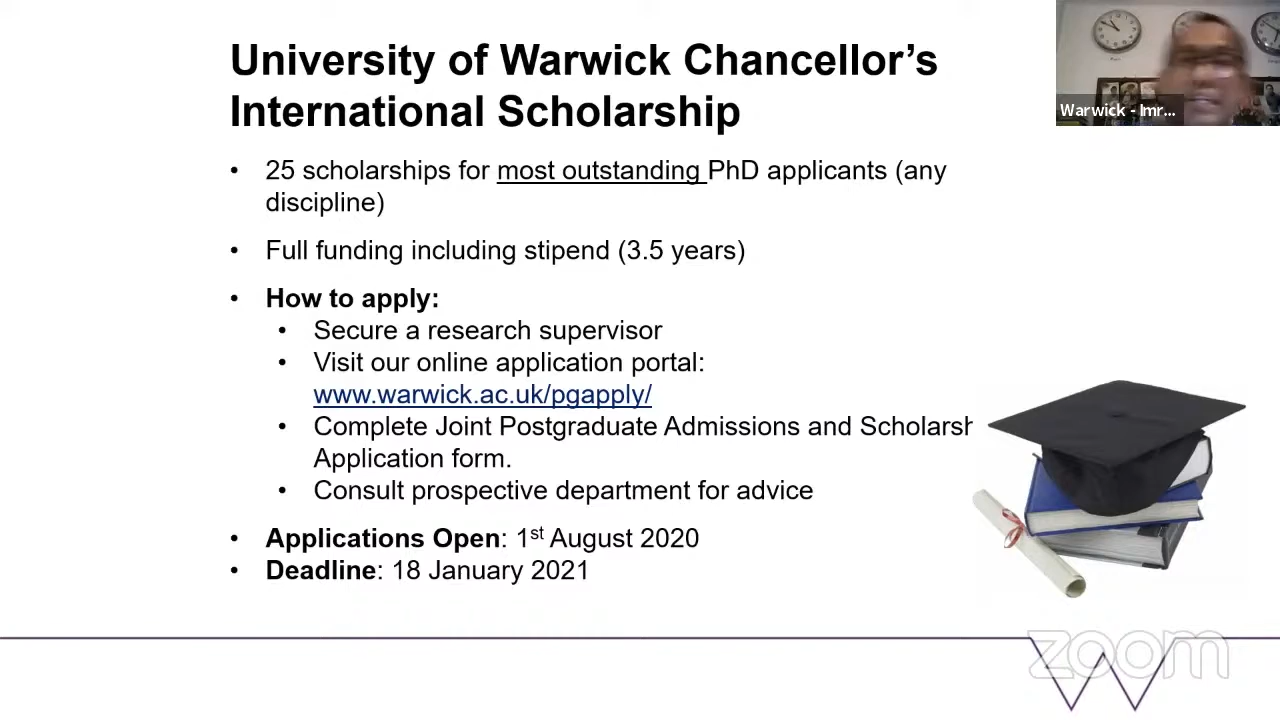 University of Warwick Chancellor’s
International Scholarship
Warwick - Imr...
• 25 scholarships for most outstanding PhD applicants (any
discipline)
• Full funding including stipend (3.5 years)
• How to apply:
• Secure a research supervisor
• Visit our online application portal:
www.warwick.ac.uk/pgapply/
• Complete Joint Postgraduate Admissions and Scholarsh
Application form.
• Consult prospective department for advice
• Applications Open: 1st August 2020
• Deadline: 18 January 2021
zoom